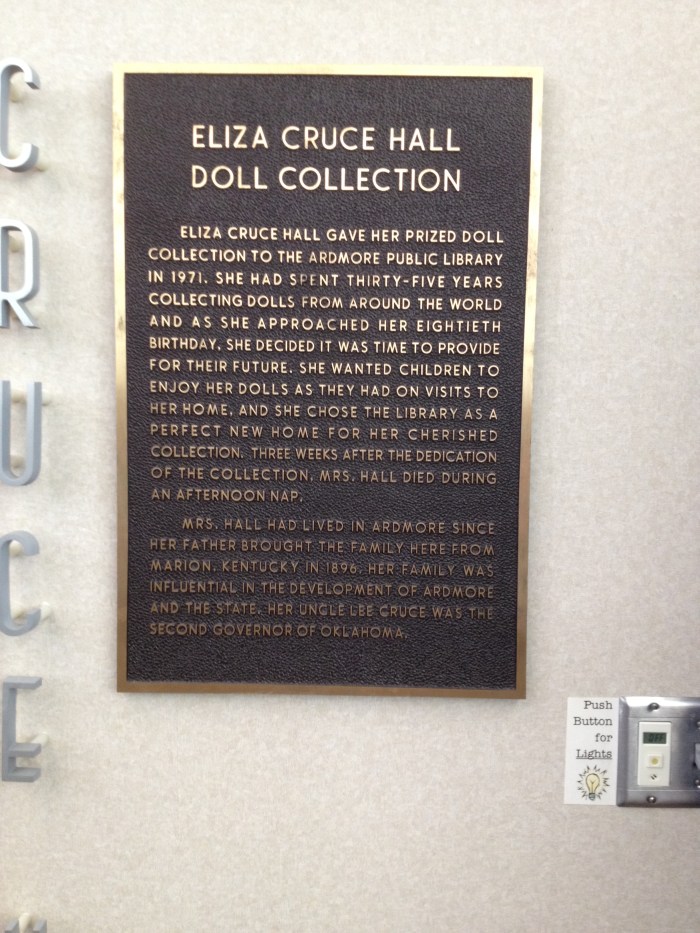 CRUCE
ELIZA CRUCE HALL
DOLL COLLECTION
ELIZA CRUCE HALL GAVE HER PRIZED DOLL
COLLECTION TO THE ARDMORE PUBLIC LIBRARY
IN 1971. SHE HAD SPENT THIRTY-FIVE YEARS
COLLECTING DOLLS FROM AROUND THE WORLD
AND AS SHE APPROACHED HER EIGHTIETH
BIRTHDAY, SHE DECIDED IT WAS TIME TO PROVIDE
FOR THEIR FUTURE. SHE WANTED CHILDREN TO
ENJOY HER DOLLS AS THEY HAD ON VISITS TO
HER HOME, AND SHE CHOSE THE LIBRARY AS A
PERFECT NEW HOME FOR HER CHERISHED
COLLECTION. THREE WEEKS AFTER THE DEDICATION
OF THE COLLECTION, MRS. HALL DIED DURING
AN AFTERNOON NAP.
MRS. HALL HAD LIVED IN ARDMORE SINCE
HER FATHER BROUGHT THE FAMILY HERE FROM
MARION, KENTUCKY IN 1896. HER FAMILY WAS
INFLUENTIAL IN THE DEVELOPMENT OF ARDMORE
AND THE STATE. HER UNCLE LEE CRUCE WAS THE
SECOND GOVERNOR OF OKLAHOMA.
Push
Button
for
Lights
OFF